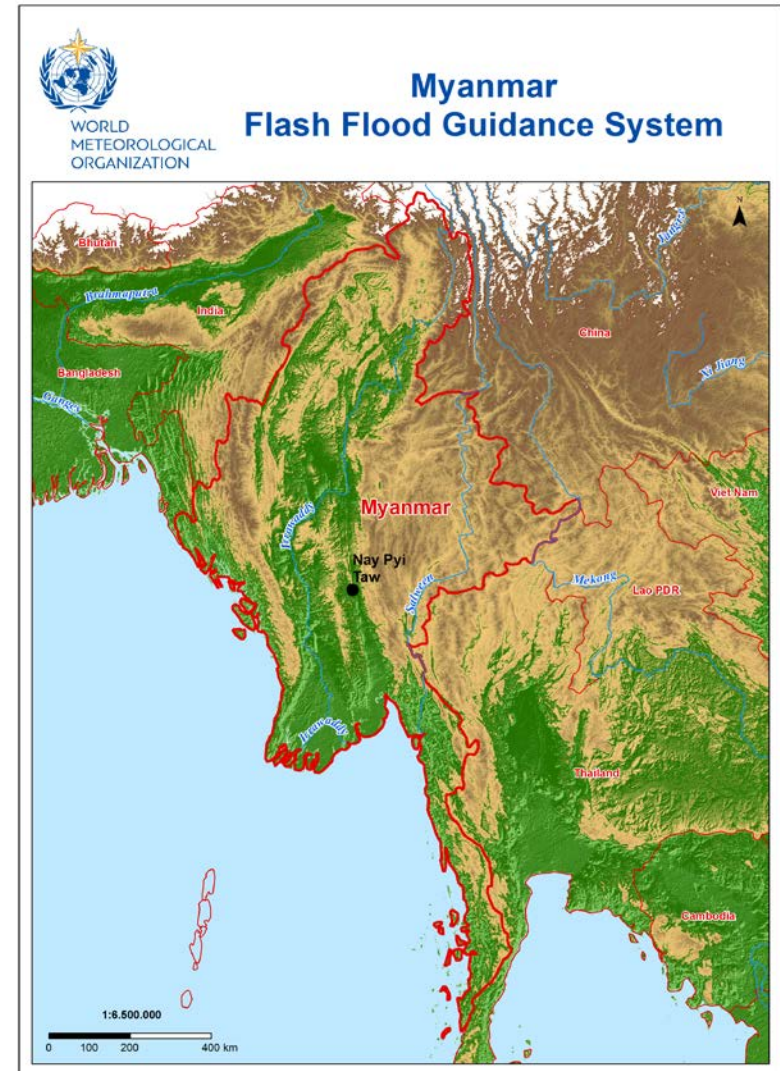 WORLD
METEOROLOGICAL
ORGANIZATION
Myanmar
Flash Flood Guidance System
N
Bhutan
Jangxes
Brahmaputra
India
China
Bangladesh
Xi Jiang
Ganges
Viet Nam
Myanmar
Irrawaddy
Nay Pyi
Taw
Salween
Mekong
Lao PDR
Irrawaddy
Thailand
Cambodia
1:6.500.000
0 100 200 400 km